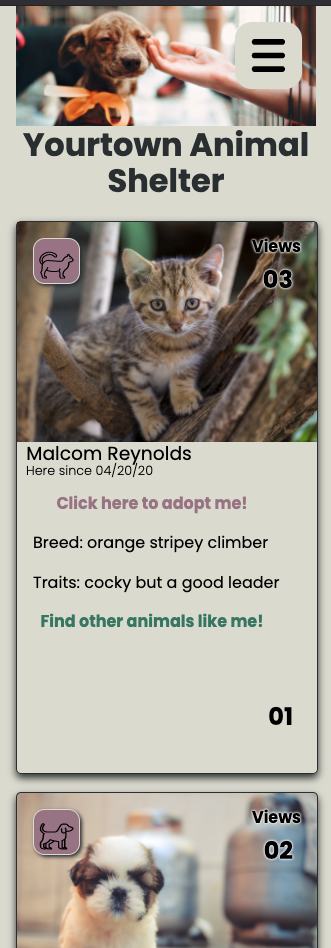 Yourtown Animal
Shelter
Views
03
Malcom Reynolds
Here since 04/20/20
Click here to adopt me!
Breed: orange stripey climber
Traits: cocky but a good leader
Find other animals like me!
01
Views
02